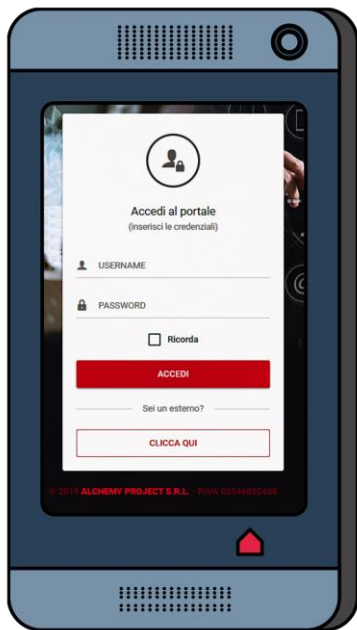 Accedi al portale
(inserisci le credenziali)
USERNAME
PASSWORD
Ricorda
ACCEDI
Sei un esterno?
CLICCA QUI
© 2019 ALCHEMY PROJECT S.R.L. - P.IVA